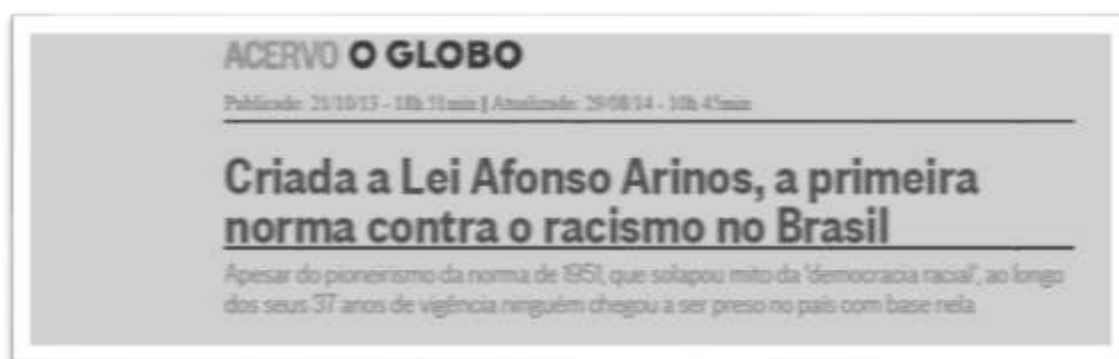 ACERVO O GLOBO
Publicado: 21/10/13 - 18h 51min | Atualizado: 29/08/14 - 10h 45min
Criada a Lei Afonso Arinos, a primeira
norma contra o racismo no Brasil
Apesar do pioneirismo da norma de 1951, que solapou mito da 'democracia racial', ao longo
dos seus 37 anos de vigência ninguém chegou a ser preso no país com base nela